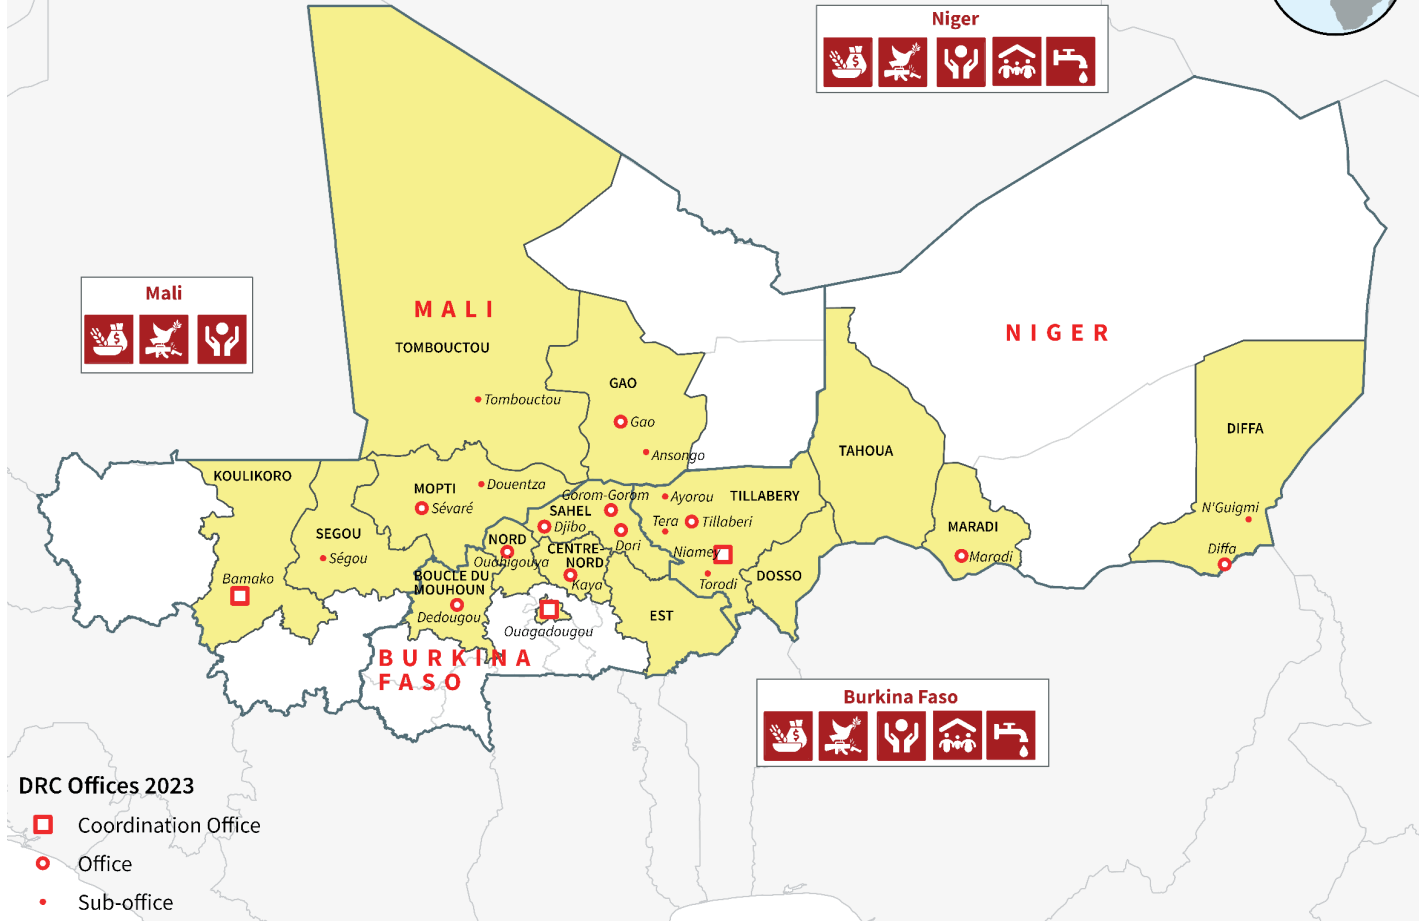 Niger
Mali
MALI
TOMBOUCTOU
Tombouctou
NIGER
GAO
Gao
Ansongo
DIFFA
TAHOUA
KOULIKORO
MOPTI
Douentza
Sévaré
Gorom-Gorom
Ayorou
TILLABERY
N'Guigmi
SEGOU
Ségou
SAHEL
Djibo
Tera
Tillaberi
MARADI
Maradi
NORD
Ouahigouya
CENTRE-
NORD
Dori
Niamey
Diffa
Bamako
BOUCLE DU
MOUHOUN
Kaya
Torodi
DOSSO
Dedougou
EST
Ouagadougou
BURKINA
FASO
Burkina Faso
DRC Offices 2023
Coordination Office
Office
Sub-office